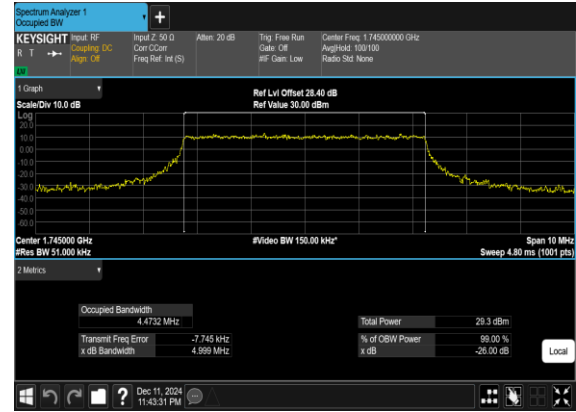 Spectrum Analyzer 1
Occupied BW
+
KEYSIGHT
R T
LV
Input: RF
Coupling: DC
Align: Off
Input Z: 50 Ω
Corr CCorr
Freq Ref: Int (S)
Atten: 20 dB
Trig: Free Run
Gate: Off
#IF Gain: Low
Center Freq: 1.745000000 GHz
Avg|Hold: 100/100
Radio Std: None
1 Graph
Scale/Div 10.0 dB
Ref Lvl Offset 28.40 dB
Ref Value 30.00 dBm
Log
20.0
10.0
0.00
-10.0
-20.0
-30.0
-40.0
-50.0
-60.0
Center 1.745000 GHz
#Res BW 51.000 kHz
#Video BW 150.00 kHz*
Span 10 MHz
Sweep 4.80 ms (1001 pts)
2 Metrics
Occupied Bandwidth
4.4732 MHz
Transmit Freq Error -7.745 kHz
x dB Bandwidth 4.999 MHz
Total Power 29.3 dBm
% of OBW Power 99.00 %
x dB -26.00 dB
Local
?
Dec 11, 2024
11:43:31 PM